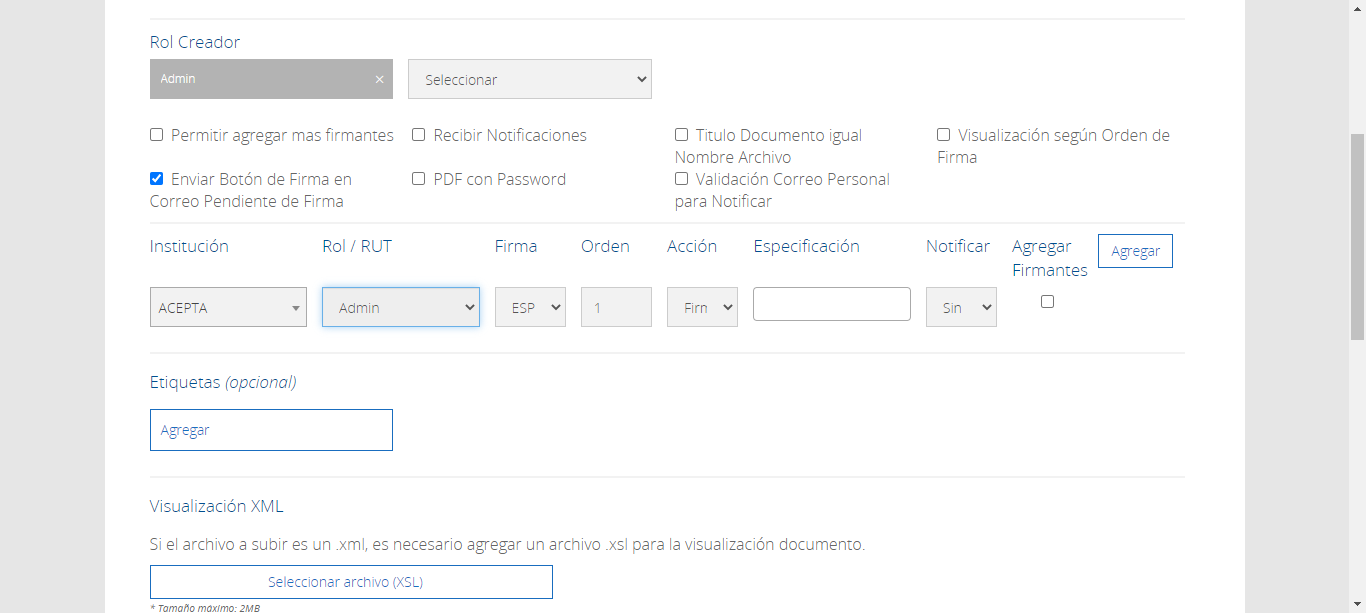 Rol Creador
Admin ×
Seleccionar
Permitir agregar mas firmantes
Recibir Notificaciones
Titulo Documento igual
Nombre Archivo
Visualización según Orden de
Firma
Enviar Botón de Firma en
Correo Pendiente de Firma
PDF con Password
Validación Correo Personal
para Notificar
Institución
Rol / RUT
Firma
Orden
Acción
Especificación
Notificar
Agregar
Firmantes
Agregar
ACEPTA
Admin
ESP
1
Firn
Sin
Etiquetas (opcional)
Agregar
Visualización XML
Si el archivo a subir es un .xml, es necesario agregar un archivo .xsl para la visualización documento.
Seleccionar archivo (XSL)
* Tamaño máximo: 2MB